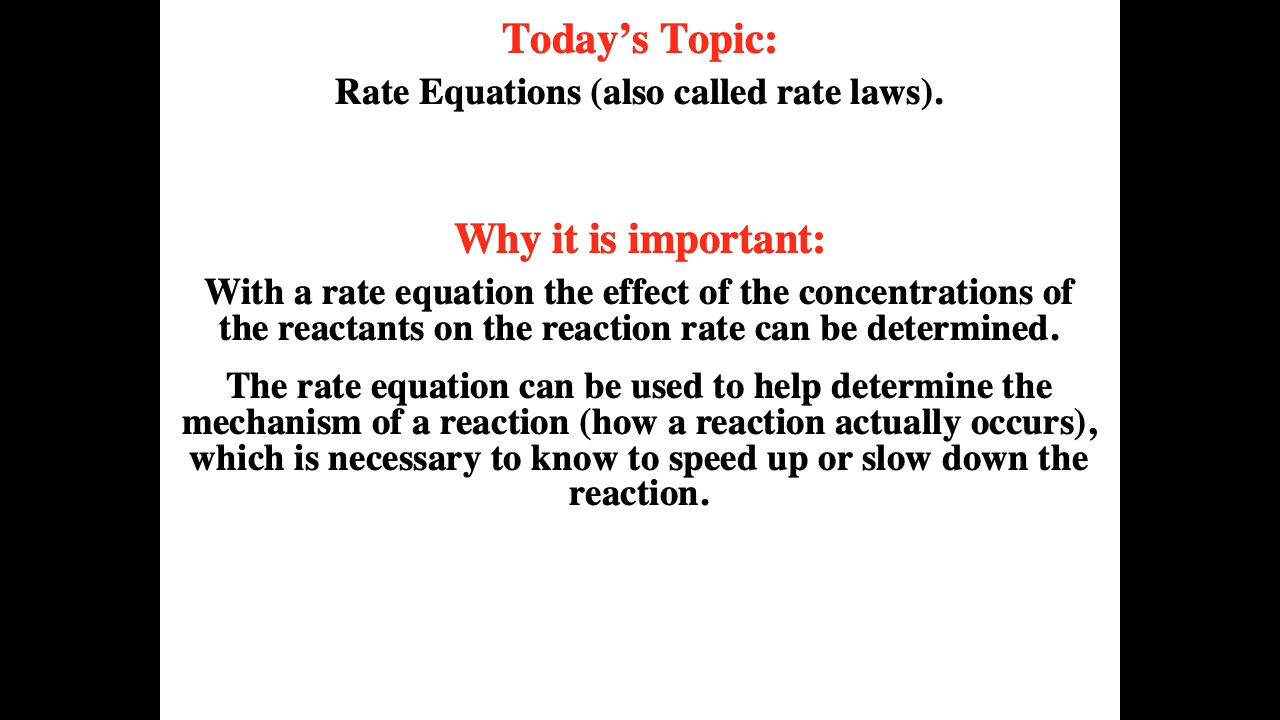 Today’s Topic:
Rate Equations (also called rate laws).
Why it is important:
With a rate equation the effect of the concentrations of
the reactants on the reaction rate can be determined.
The rate equation can be used to help determine the
mechanism of a reaction (how a reaction actually occurs),
which is necessary to know to speed up or slow down the
reaction.